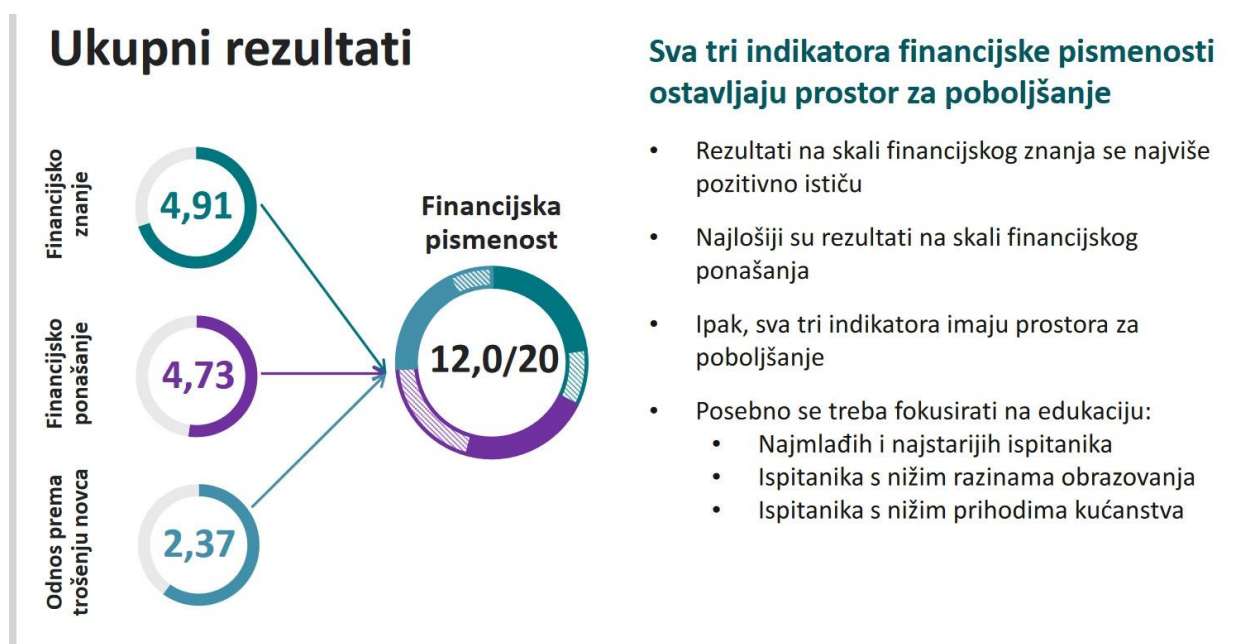 Ukupni rezultati
Financijsko
znanje
4,91
Financijsko
ponašanje
4,73
Odnos prema
trošenju novca
2,37
Financijska
pismenost
12,0/20
Sva tri indikatora financijske pismenosti
ostavljaju prostor za poboljšanje
• Rezultati na skali financijskog znanja se najviše
pozitivno ističu
• Najlošiji su rezultati na skali financijskog
ponašanja
• Ipak, sva tri indikatora imaju prostora za
poboljšanje
• Posebno se treba fokusirati na edukaciju:
• Najmlađih i najstarijih ispitanika
• Ispitanika s nižim razinama obrazovanja
• Ispitanika s nižim prihodima kućanstva